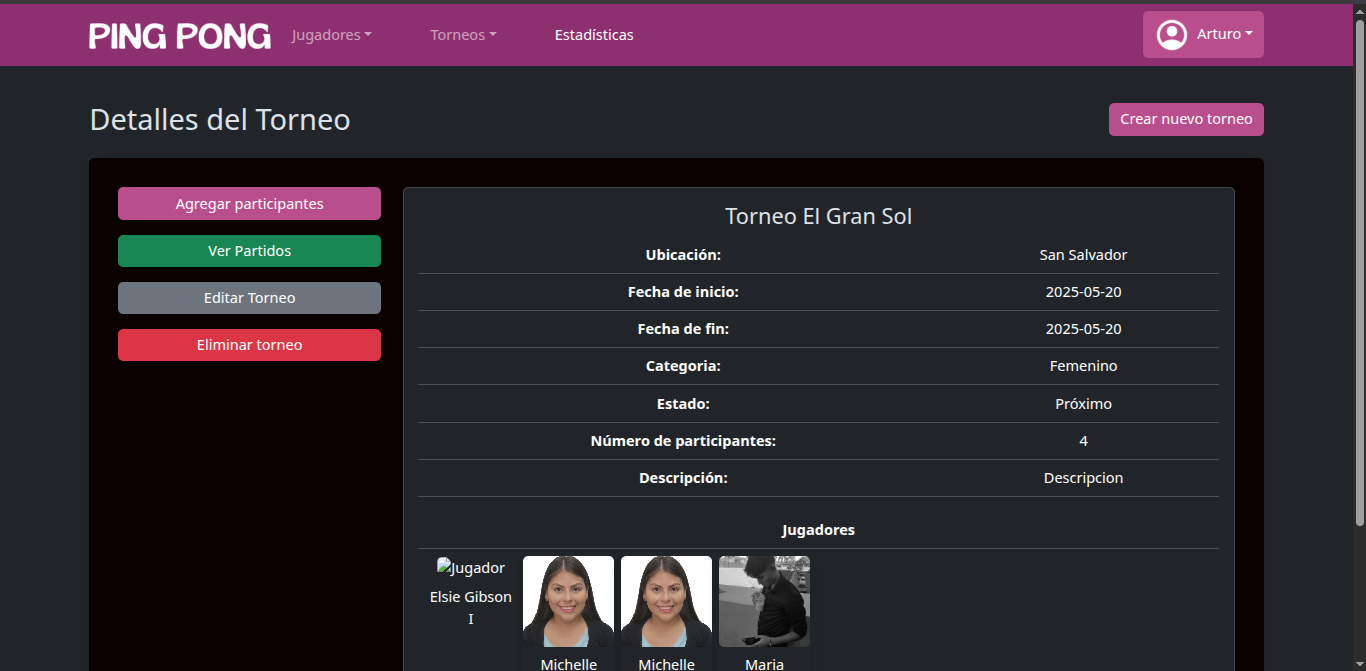 PING PONG
Jugadores
Torneos
Estadísticas
Arturo
Detalles del Torneo
Crear nuevo torneo
Agregar participantes
Ver Partidos
Editar Torneo
Eliminar torneo
Torneo El Gran Sol
Ubicación: San Salvador
Fecha de inicio: 2025-05-20
Fecha de fin: 2025-05-20
Categoria: Femenino
Estado: Próximo
Número de participantes: 4
Descripción: Descripcion
Jugadores
Jugador
Elsie Gibson
I
Michelle
Michelle
Maria